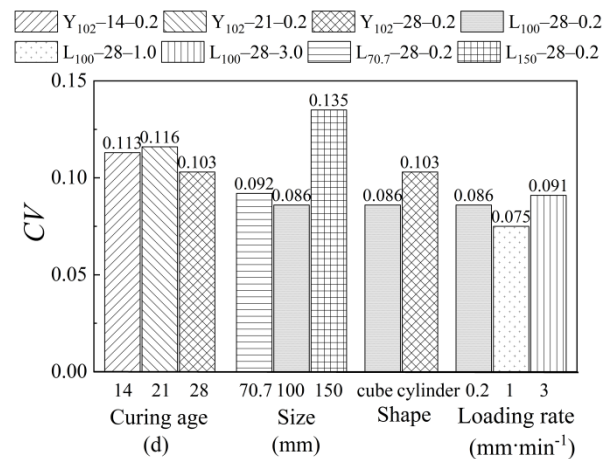 Y102–14–0.2 Y102–21–0.2 Y102–28–0.2 L100–28–0.2
L100–28–1.0 L100–28–3.0 L70.7–28–0.2 L150–28–0.2
0.15
0.10
0.05
0.00
CV
0.113 0.116 0.103 0.092 0.086 0.135 0.086 0.103 0.086 0.075 0.091
14 21 28 70.7 100 150 cube cylinder 0.2 1 3
Curing age Size Shape Loading rate
(d) (mm) (mm·min-1)